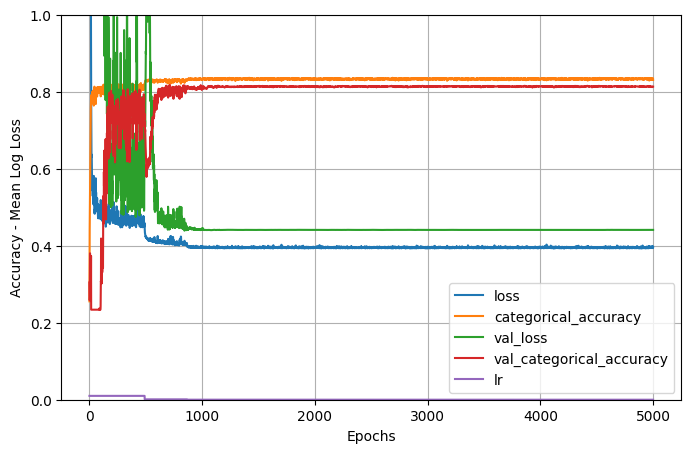 1.0
0.8
0.6
0.4
0.2
0.0
Accuracy - Mean Log Loss
loss
categorical_accuracy
val_loss
val_categorical_accuracy
lr
0 1000 2000 3000 4000 5000
Epochs